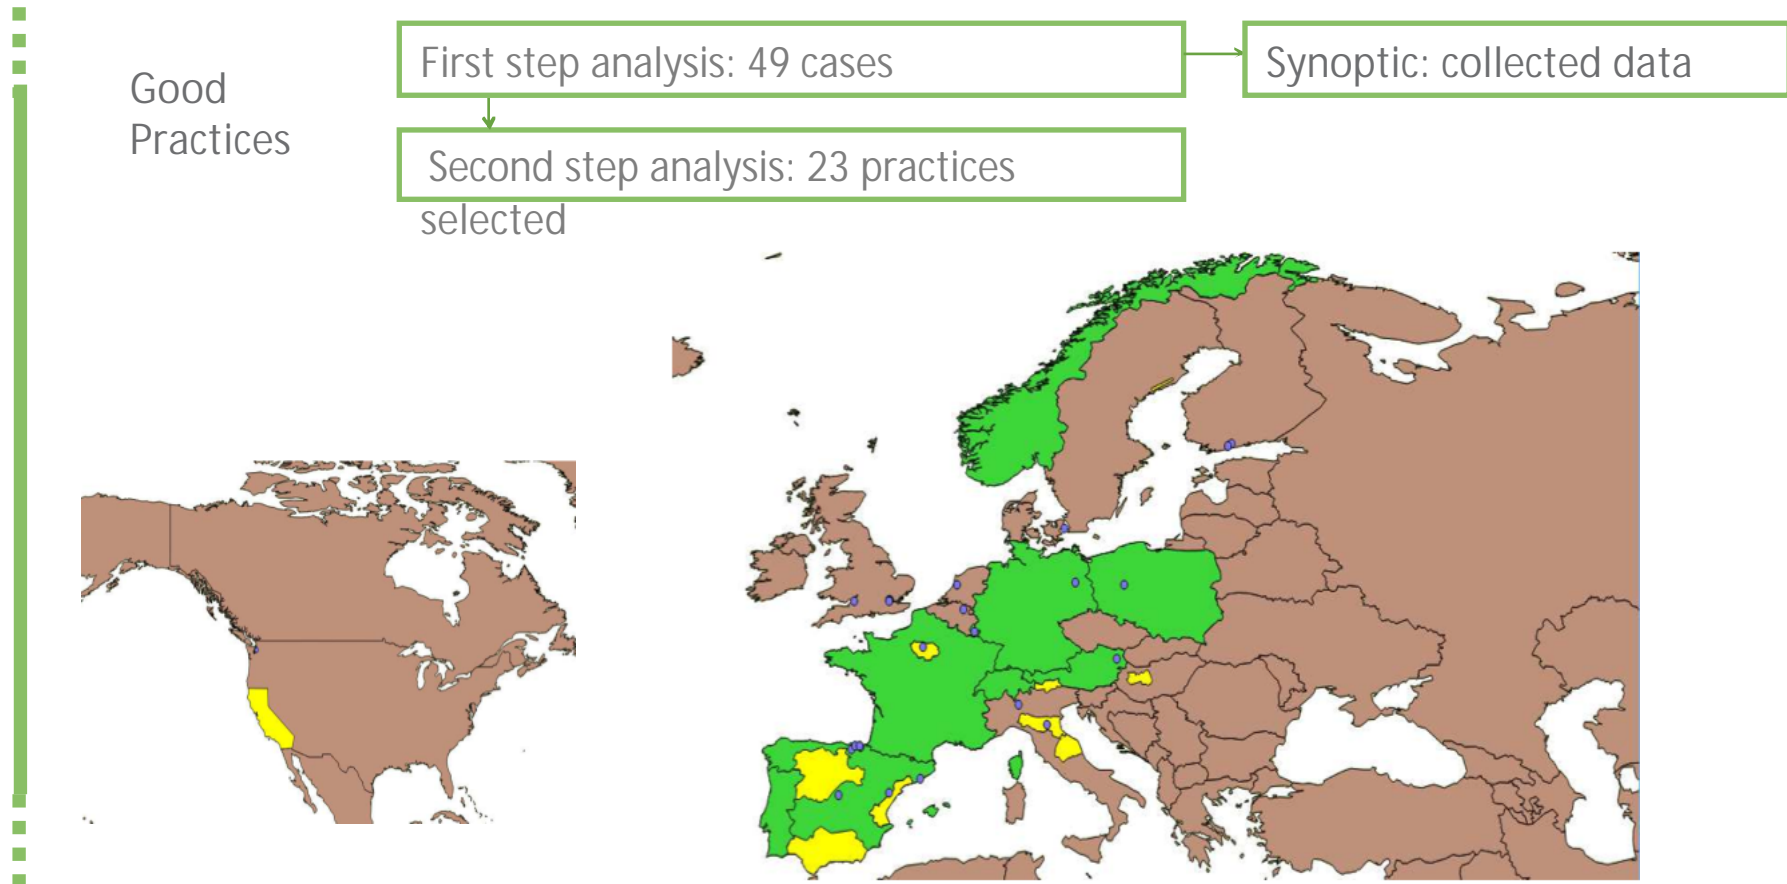 Good
Practices
First step analysis: 49 cases
Synoptic: collected data
Second step analysis: 23 practices
selected